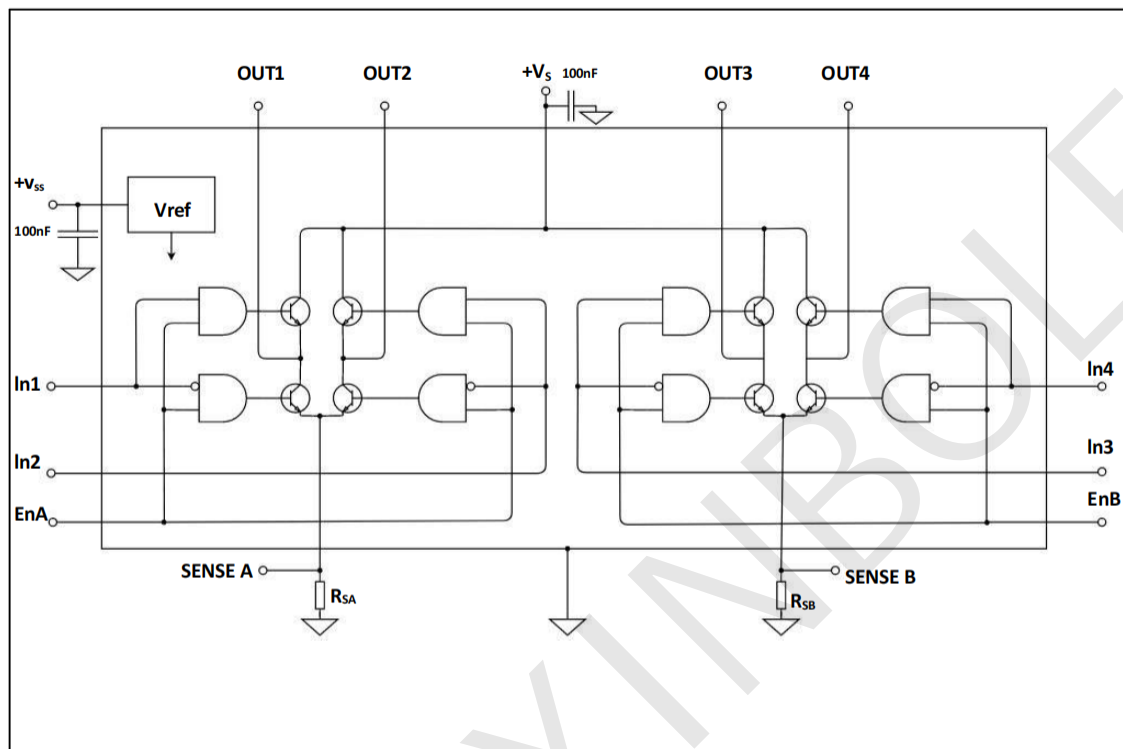 OUT1
OUT2
+VS 100nF
OUT3
OUT4
+vss
Vref
100nF
In1
In4
In2
In3
EnA
EnB
SENSE A
SENSE B
RSA
RSB
YINBOLE